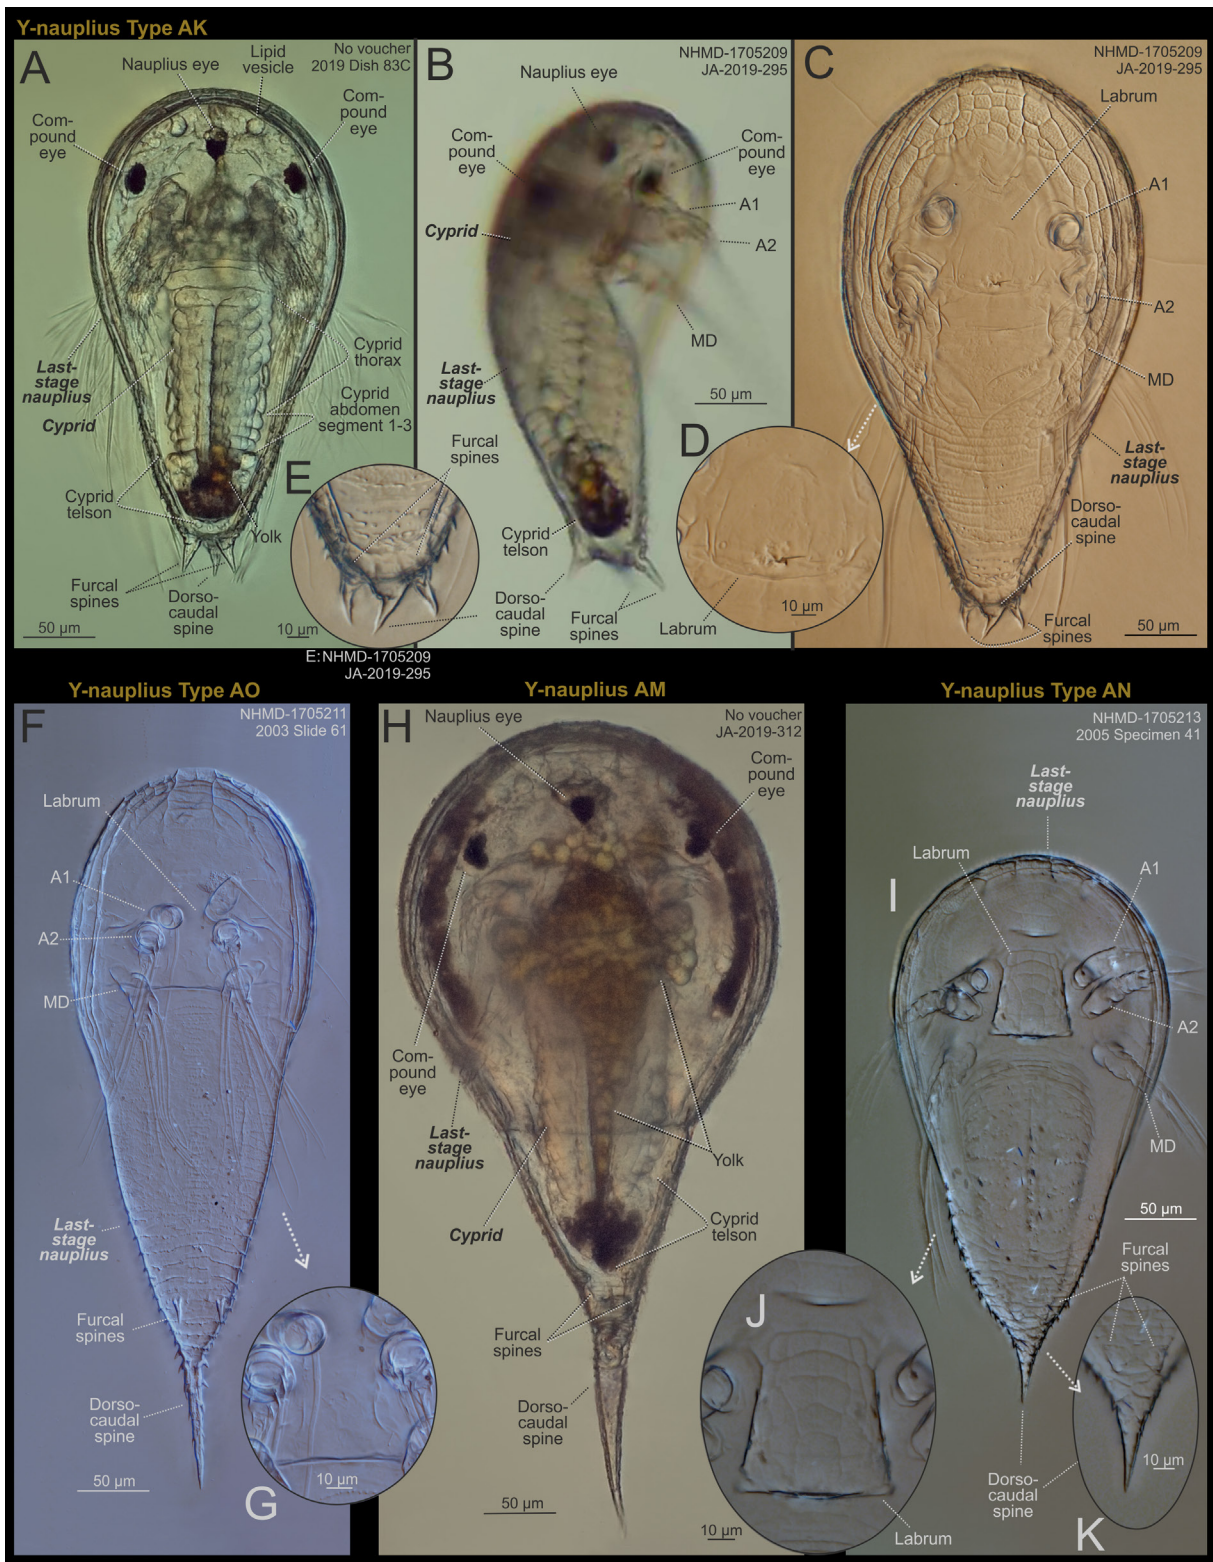 Y-nauplius Type AK
A
No voucher
2019 Dish 83C
Lipid
vesicle
Nauplius eye
Com-
pound
eye
Com-
pound
eye
Last-
stage
nauplius
Cyprid
Cyprid
thorax
Cyprid
abdomen
segment 1-3
Cyprid
telson
Yolk
Furcal
spines
Dorso-
caudal
spine
50 µm
B
NHMD-1705209
JA-2019-295
Nauplius eye
Com-
pound
eye
Com-
pound
eye
A1
Cyprid
A2
MD
Last-
stage
nauplius
50 µm
Furcal
spines
Cyprid
telson
Dorso-
caudal
spine
Furcal
spines
C
NHMD-1705209
JA-2019-295
Labrum
A1
A2
MD
Last-
stage
nauplius
Dorso-
caudal
spine
Furcal
spines
50 µm
D
10 µm
Labrum
E
10 µm
E:NHMD-1705209
JA-2019-295
Y-nauplius Type AO
F
NHMD-1705211
2003 Slide 61
Labrum
A1
A2
MD
Last-
stage
nauplius
Furcal
spines
Dorso-
caudal
spine
50 µm
G
10 µm
Y-nauplius AM
H
Nauplius eye
No voucher
JA-2019-312
Com-
pound
eye
Com-
pound
eye
Last-
stage
nauplius
Yolk
Cyprid
Cyprid
telson
Furcal
spines
Dorso-
caudal
spine
50 µm
Y-nauplius Type AN
NHMD-1705213
2005 Specimen 41
Last-
stage
nauplius
Labrum
A1
I
A2
MD
50 µm
Furcal
spines
J
10 µm
Labrum
10 µm
Dorso-
caudal
spine
K